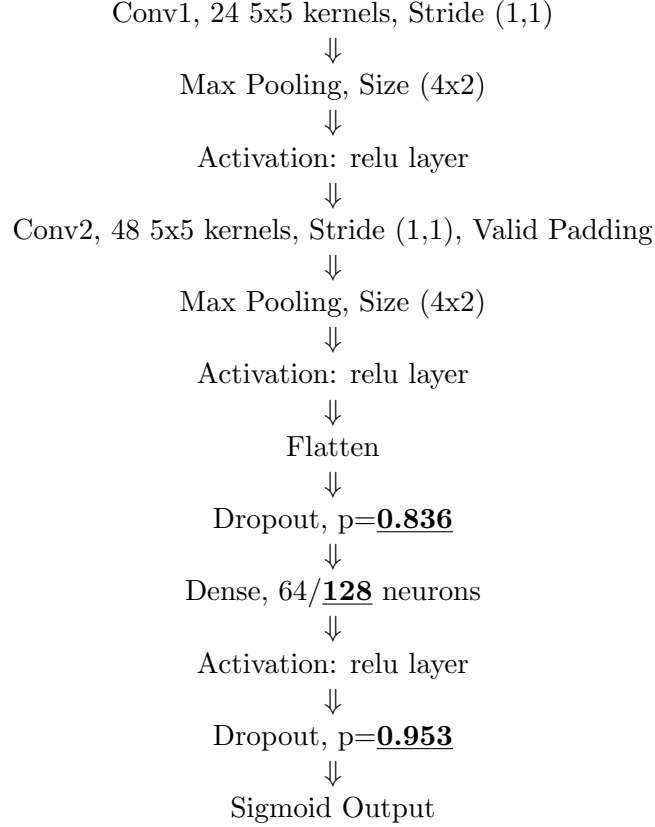 Conv1, 24 5x5 kernels, Stride (1,1)
⇓
Max Pooling, Size (4x2)
⇓
Activation: relu layer
⇓
Conv2, 48 5x5 kernels, Stride (1,1), Valid Padding
⇓
Max Pooling, Size (4x2)
⇓
Activation: relu layer
⇓
Flatten
⇓
Dropout, p=0.836
⇓
Dense, 64/128 neurons
⇓
Activation: relu layer
⇓
Dropout, p=0.953
⇓
Sigmoid Output